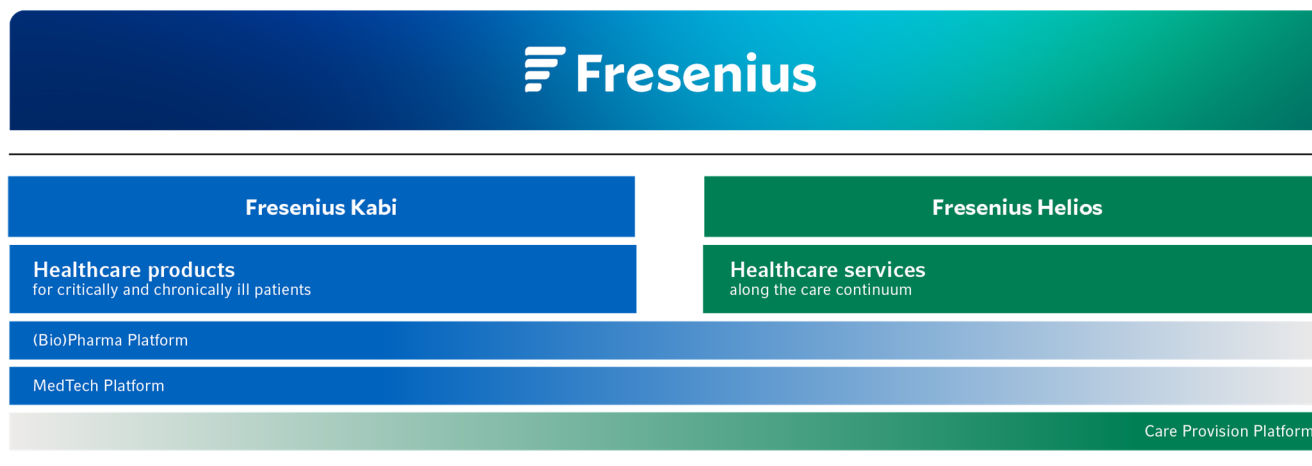 Fresenius
Fresenius Kabi
Fresenius Helios
Healthcare products
for critically and chronically ill patients
Healthcare services
along the care continuum
(Bio)Pharma Platform
MedTech Platform
Care Provision Platform